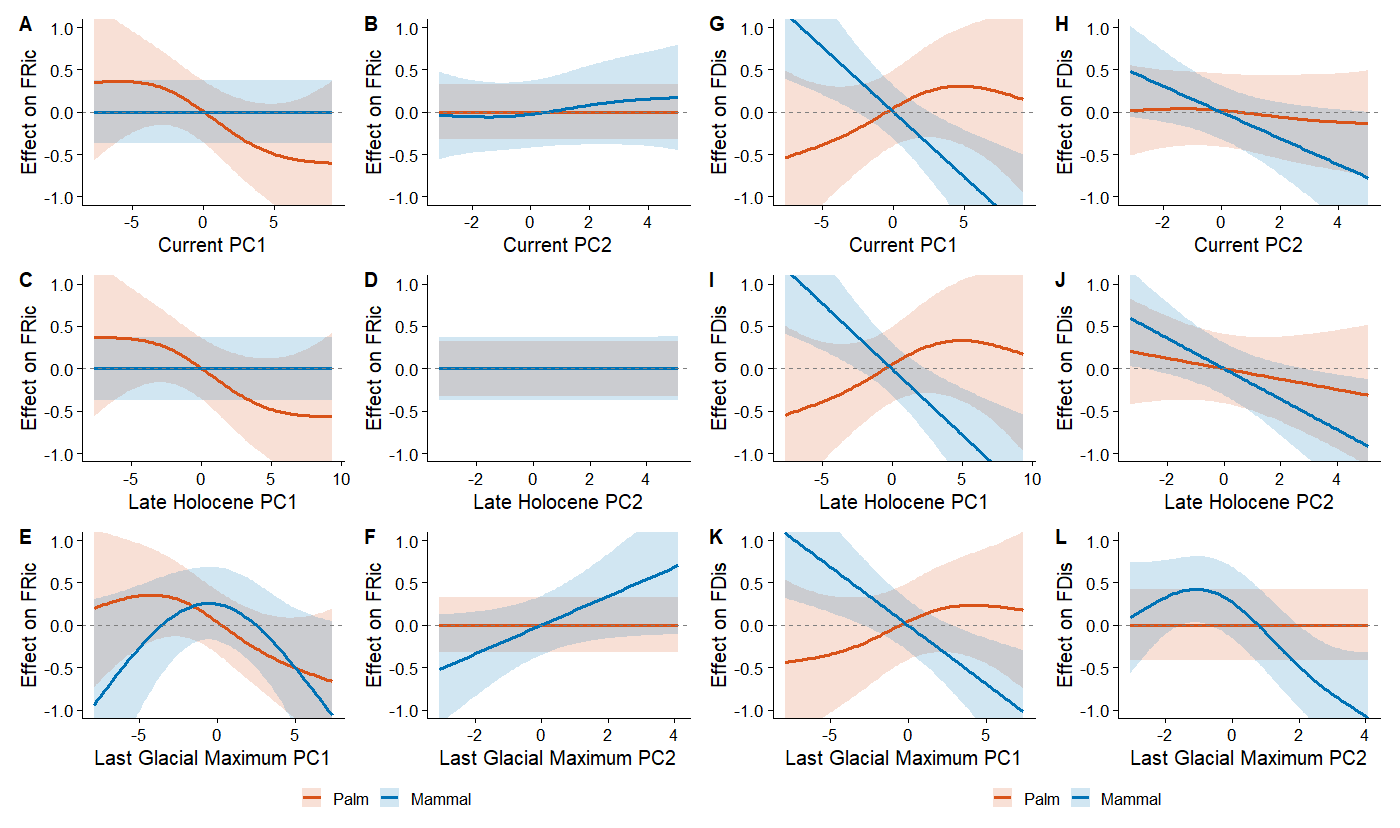 A
Effect on FRic
1.0
0.5
0.0
-0.5
-1.0
-5 0 5
Current PC1
B
Effect on FRic
1.0
0.5
0.0
-0.5
-1.0
-2 0 2 4
Current PC2
G
Effect on FDis
1.0
0.5
0.0
-0.5
-1.0
-5 0 5
Current PC1
H
Effect on FDis
1.0
0.5
0.0
-0.5
-1.0
-2 0 2 4
Current PC2
C
Effect on FRic
1.0
0.5
0.0
-0.5
-1.0
-5 0 5 10
Late Holocene PC1
D
Effect on FRic
1.0
0.5
0.0
-0.5
-1.0
-2 0 2 4
Late Holocene PC2
I
Effect on FDis
1.0
0.5
0.0
-0.5
-1.0
-5 0 5 10
Late Holocene PC1
J
Effect on FDis
1.0
0.5
0.0
-0.5
-1.0
-2 0 2 4
Late Holocene PC2
E
Effect on FRic
1.0
0.5
0.0
-0.5
-1.0
-5 0 5
Last Glacial Maximum PC1
F
Effect on FRic
1.0
0.5
0.0
-0.5
-1.0
-2 0 2 4
Last Glacial Maximum PC2
K
Effect on FDis
1.0
0.5
0.0
-0.5
-1.0
-5 0 5
Last Glacial Maximum PC1
L
Effect on FDis
1.0
0.5
0.0
-0.5
-1.0
-2 0 2 4
Last Glacial Maximum PC2
Palm Mammal
Palm Mammal